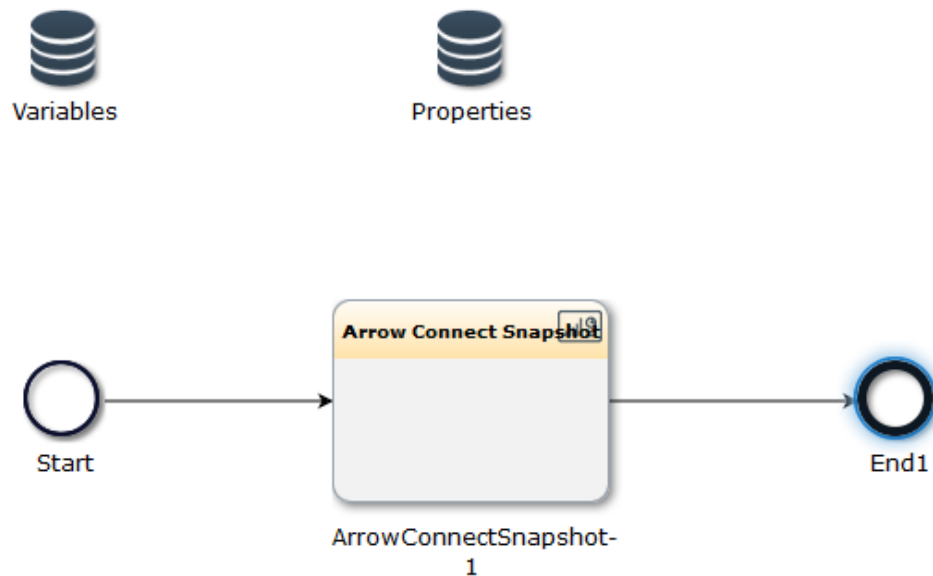 Variables
Properties
Arrow Connect Snapshot
Start
End1
ArrowConnectSnapshot-
1